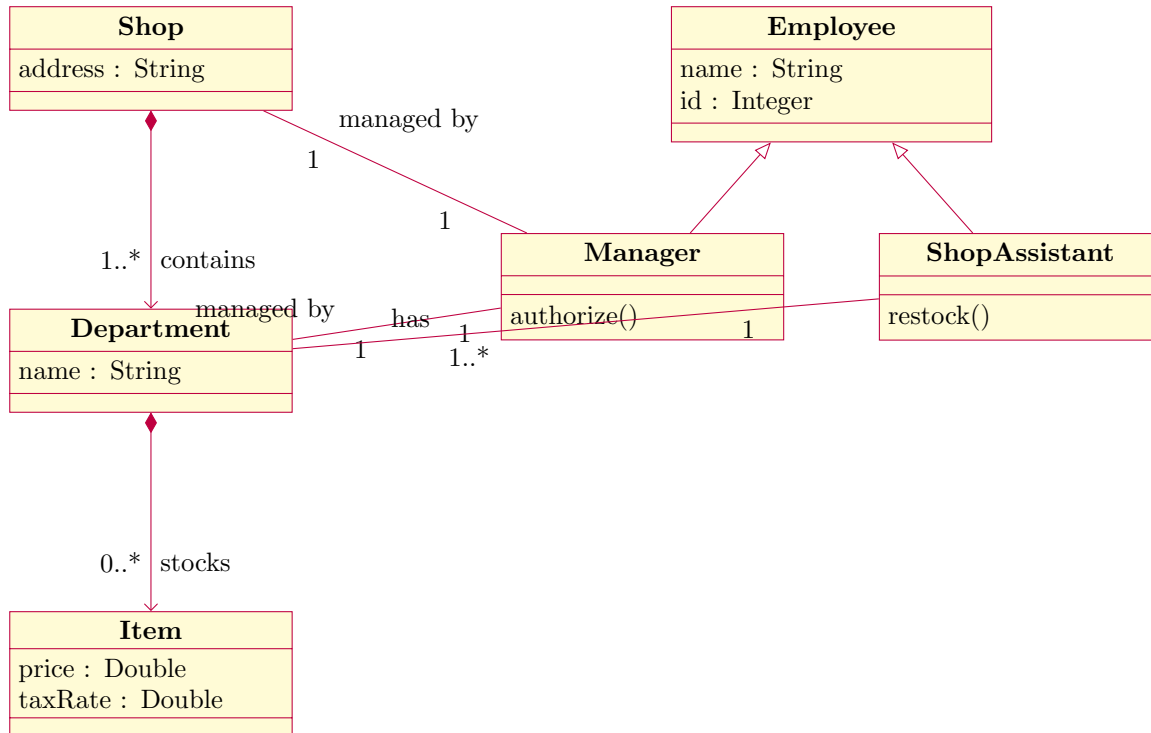 Shop
address : String
Employee
name : String
id : Integer
managed by
1
1
1..* contains
Manager
authorize()
ShopAssistant
restock()
managed by
has
1
1
1..*
1
Department
name : String
0..* stocks
Item
price : Double
taxRate : Double